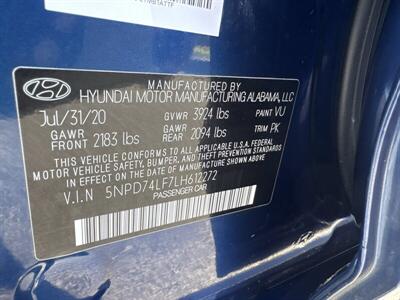 MANUFACTURED BY
HYUNDAI MOTOR MANUFACTURING ALABAMA, LLC
Jul/31/20 GVWR 3924 lbs PAINT VU
GAWR 2183 lbs GAWR 2094 lbs TRIM PK
THIS VEHICLE CONFORMS TO ALL APPLICABLE U.S.A. FEDERAL
MOTOR VEHICLE SAFETY, BUMPER, AND THEFT PREVENTION
STANDARDS IN EFFECT ON THE DATE OF MANUFACTURE SHOWN ABOVE.
V.I.N 5NPD74LF7LH612272
PASSENGER CAR